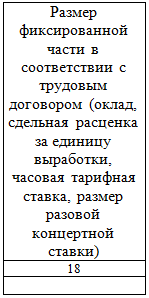 Размер
фиксированной
части в
соответствии с
трудовым
договором (оклад,
сдельная расценка
за единицу
выработки,
часовая тарифная
ставка, размер
разовой
концертной
ставки)
18